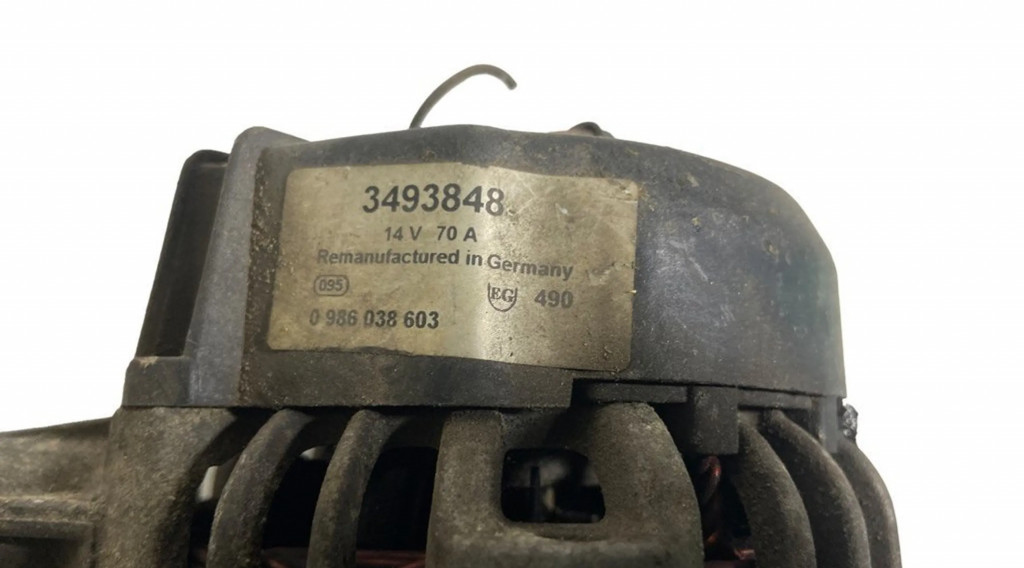 3493848
14 V 70 A
Remanufactured in Germany
095
EG 490
0 986 038 603